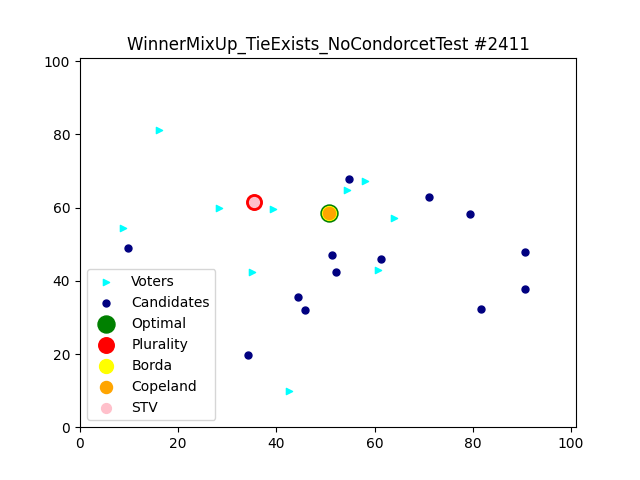 WinnerMixUp_TieExists_NoCondorcetTest #2411
100
80
60
40
20
0
Voters
Candidates
Optimal
Plurality
Borda
Copeland
STV
0 20 40 60 80 100